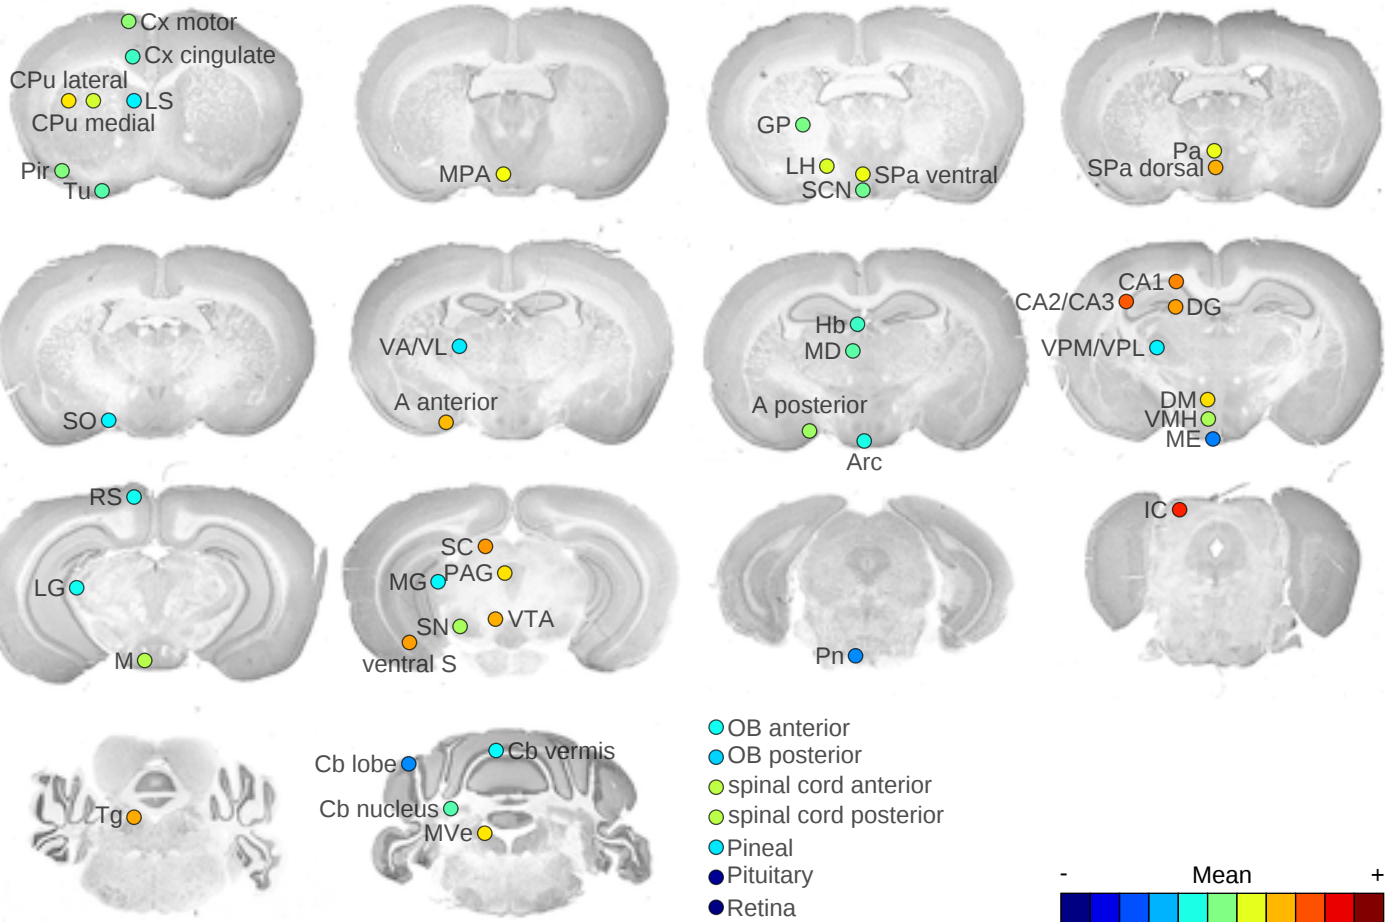 Cx motor
Cx cingulate
CPu lateral
LS
CPu medial
Pir
Tu
MPA
GP
LH
SPa ventral
SCN
Pa
SPa dorsal
SO
VA/VL
A anterior
Hb
MD
A posterior
Arc
CA1
CA2/CA3
DG
VPM/VPL
DM
VMH
ME
RS
LG
M
SC
PAG
MG
VTA
SN
ventral S
Pn
IC
Tg
Cb lobe
Cb vermis
Cb nucleus
MVe
OB anterior
OB posterior
spinal cord anterior
spinal cord posterior
Pineal
Pituitary
Retina
- Mean +